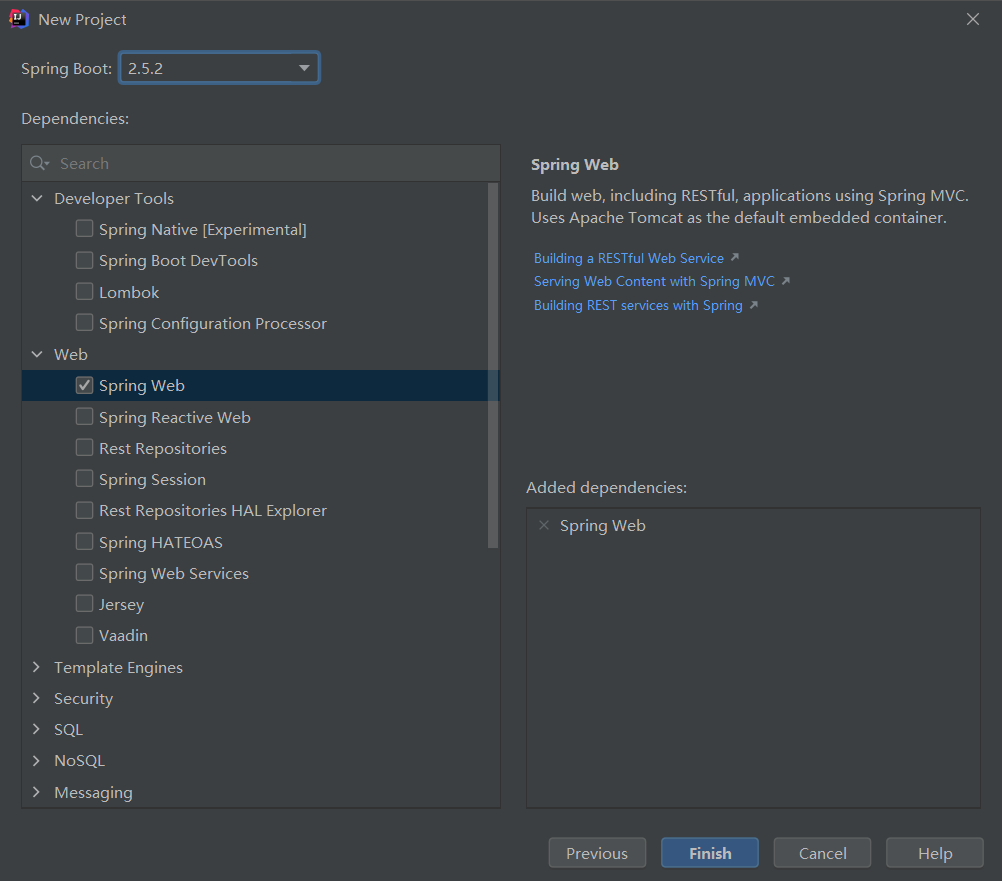 New Project
Spring Boot: 2.5.2
Dependencies:
Search
Developer Tools
Spring Native [Experimental]
Spring Boot DevTools
Lombok
Spring Configuration Processor
Web
Spring Web
Spring Reactive Web
Rest Repositories
Spring Session
Rest Repositories HAL Explorer
Spring HATEOAS
Spring Web Services
Jersey
Vaadin
Template Engines
Security
SQL
NoSQL
Messaging
Spring Web
Build web, including RESTful, applications using Spring MVC.
Uses Apache Tomcat as the default embedded container.
Building a RESTful Web Service
Serving Web Content with Spring MVC
Building REST services with Spring
Added dependencies:
Spring Web
Previous
Finish
Cancel
Help